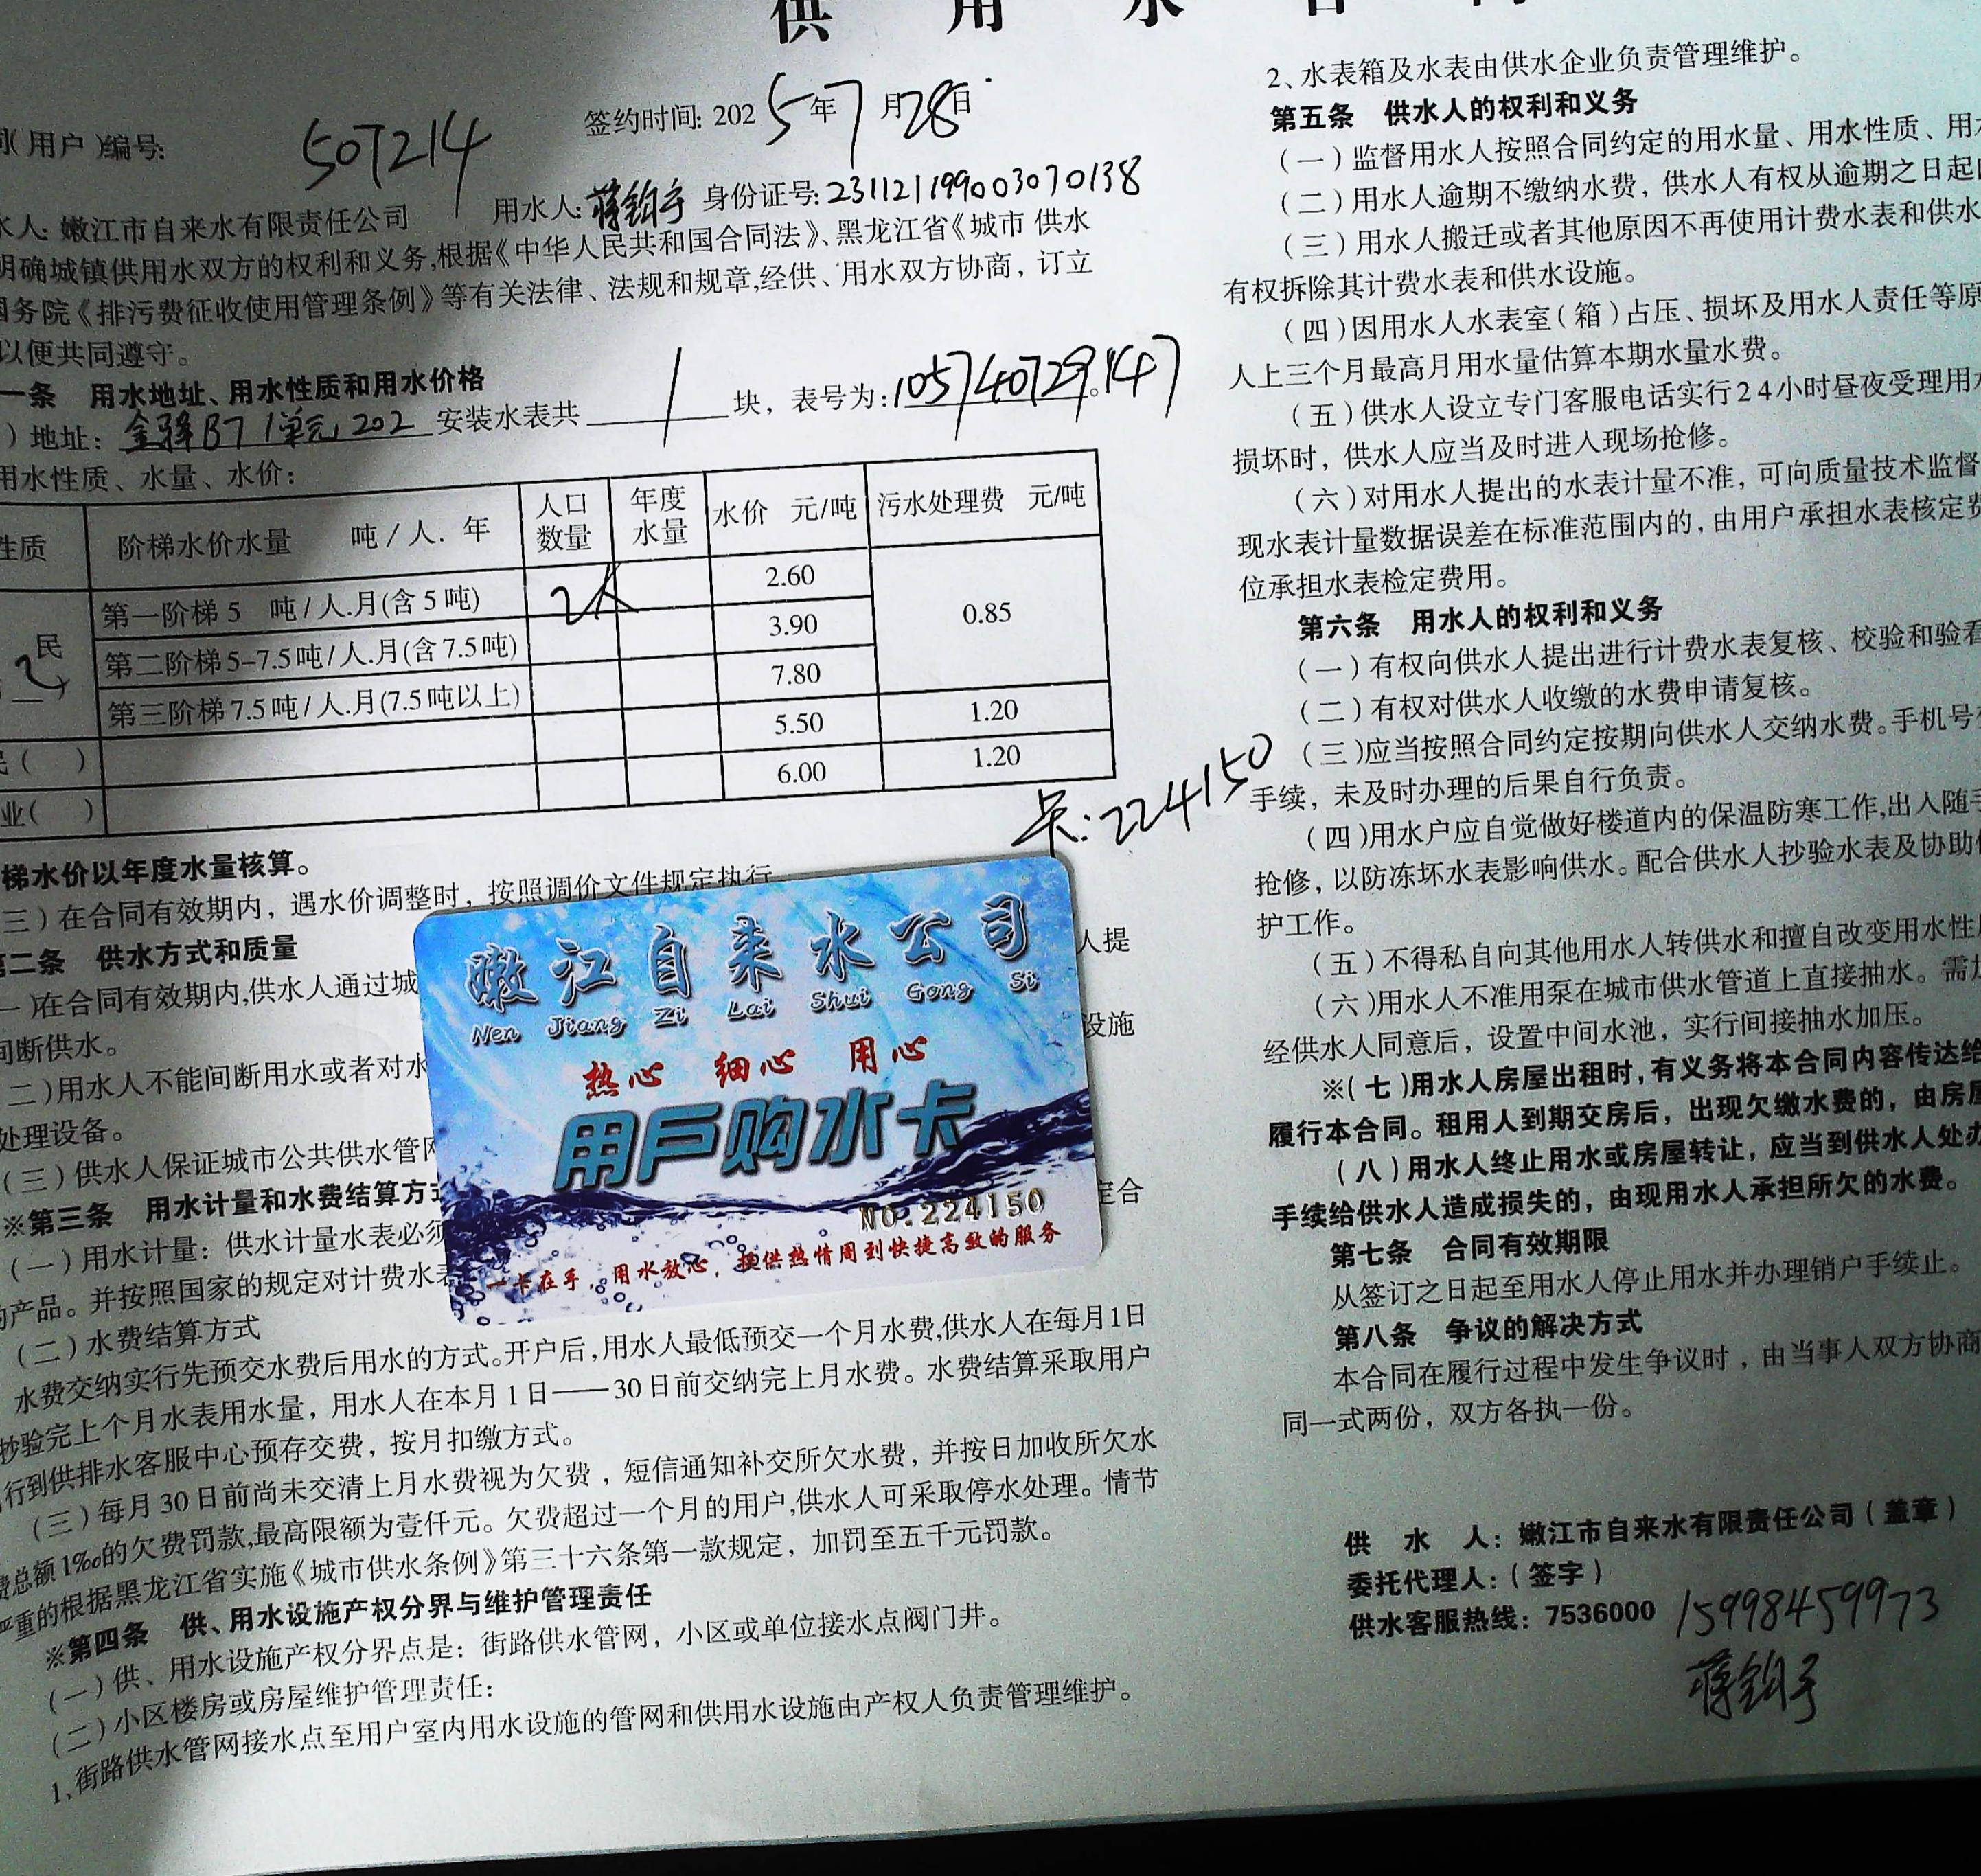 供 用 水 合 同
(用户)编号: 507214
签约时间: 2025年7月28日
水人: 嫩江市自来水有限责任公司
用水人: 蒋 身份证号: 231121199003070138
明确城镇供用水双方的权利和义务,根据《中华人民共和国合同法》、黑龙江省《城市 供水
国务院《排污费征收使用管理条例》等有关法律、法规和规章,经供、用水双方协商,订立
以便共同遵守。
一条 用水地址、用水性质和用水价格
)地址: B7 1单元 202 安装水表共 1 块,表号为: 105740729147。
用水性质、水量、水价:
性质 阶梯水价水量 吨/人. 年 人口数量 年度水量 水价 元/吨 污水处理费 元/吨
民 第一阶梯 5 吨/人.月(含 5 吨) 2人 2.60 0.85
第二阶梯 5-7.5 吨/人.月(含 7.5 吨) 3.90
第三阶梯 7.5 吨/人.月(7.5 吨以上) 7.80
民( ) 5.50 1.20
业( ) 6.00 1.20
卡:224150
梯水价以年度水量核算。
三)在合同有效期内,遇水价调整时,按照调价文件规定执行
第二条 供水方式和质量
一)在合同有效期内,供水人通过城 人提
间断供水。
二)用水人不能间断用水或者对水 设施
处理设备。
(三)供水人保证城市公共供水管网
※第三条 用水计量和水费结算方式
(一)用水计量:供水计量水表必须 合
的产品。并按照国家的规定对计费水表
(二)水费结算方式
水费交纳实行先预交水费后用水的方式。开户后,用水人最低预交一个月水费,供水人在每月1日
抄验完上个月水表用水量,用水人在本月 1 日——30 日前交纳完上月水费。水费结算采取用户
行到供排水客服中心预存交费,按月扣缴方式。
(三)每月 30 日前尚未交清上月水费视为欠费,短信通知补交所欠水费,并按日加收所欠水
费总额1‰的欠费罚款,最高限额为壹仟元。欠费超过一个月的用户,供水人可采取停水处理。情节
严重的根据黑龙江省实施《城市供水条例》第三十六条第一款规定,加罚至五千元罚款。
※第四条 供、用水设施产权分界与维护管理责任
(一)供、用水设施产权分界点是:街路供水管网,小区或单位接水点阀门井。
(二)小区楼房或房屋维护管理责任:
1、街路供水管网接水点至用户室内用水设施的管网和供用水设施由产权人负责管理维护。
嫩江自来水公司
Nen Jiang Zi Lai Shui Gong Si
热心 细心 用心
用户购水卡
NO.224150
一卡在手,用水放心,提供热情周到快捷高效的服务
2、水表箱及水表由供水企业负责管理维护。
第五条 供水人的权利和义务
(一)监督用水人按照合同约定的用水量、用水性质、用水
(二)用水人逾期不缴纳水费,供水人有权从逾期之日起
(三)用水人搬迁或者其他原因不再使用计费水表和供水
有权拆除其计费水表和供水设施。
(四)因用水人水表室(箱)占压、损坏及用水人责任等原
人上三个月最高月用水量估算本期水量水费。
(五)供水人设立专门客服电话实行24小时昼夜受理用水
损坏时,供水人应当及时进入现场抢修。
(六)对用水人提出的水表计量不准,可向质量技术监督
现水表计量数据误差在标准范围内的,由用户承担水表核定费
位承担水表检定费用。
第六条 用水人的权利和义务
(一)有权向供水人提出进行计费水表复核、校验和验看
(二)有权对供水人收缴的水费申请复核。
(三)应当按照合同约定按期向供水人交纳水费。手机号
手续,未及时办理的后果自行负责。
(四)用水户应自觉做好楼道内的保温防寒工作,出入随手
抢修,以防冻坏水表影响供水。配合供水人抄验水表及协助
护工作。
(五)不得私自向其他用水人转供水和擅自改变用水性质
(六)用水人不准用泵在城市供水管道上直接抽水。需加
经供水人同意后,设置中间水池,实行间接抽水加压。
※(七)用水人房屋出租时,有义务将本合同内容传达给
履行本合同。租用人到期交房后,出现欠缴水费的,由房屋
(八)用水人终止用水或房屋转让,应当到供水人处办
手续给供水人造成损失的,由现用水人承担所欠的水费。
第七条 合同有效期限
从签订之日起至用水人停止用水并办理销户手续止。
第八条 争议的解决方式
本合同在履行过程中发生争议时,由当事人双方协商
同一式两份,双方各执一份。
供 水 人:嫩江市自来水有限责任公司(盖章)
委托代理人:(签字)
供水客服热线:7536000 15998459973